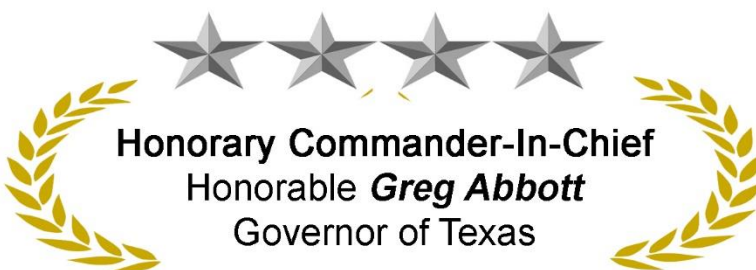 Honorary Commander-In-Chief
Honorable Greg Abbott
Governor of Texas